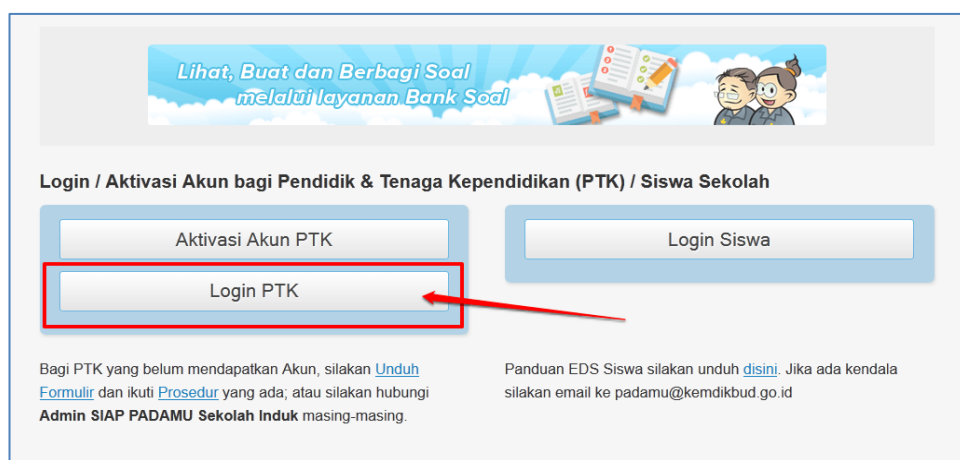 Lihat, Buat dan Berbagi Soal
melalui layanan Bank Soal
Login / Aktivasi Akun bagi Pendidik & Tenaga Kependidikan (PTK) / Siswa Sekolah
Aktivasi Akun PTK
Login PTK
Login Siswa
Bagi PTK yang belum mendapatkan Akun, silakan Unduh
Formulir dan ikuti Prosedur yang ada; atau silakan hubungi
Admin SIAP PADAMU Sekolah Induk masing-masing.
Panduan EDS Siswa silakan unduh disini. Jika ada kendala
silakan email ke padamu@kemdikbud.go.id